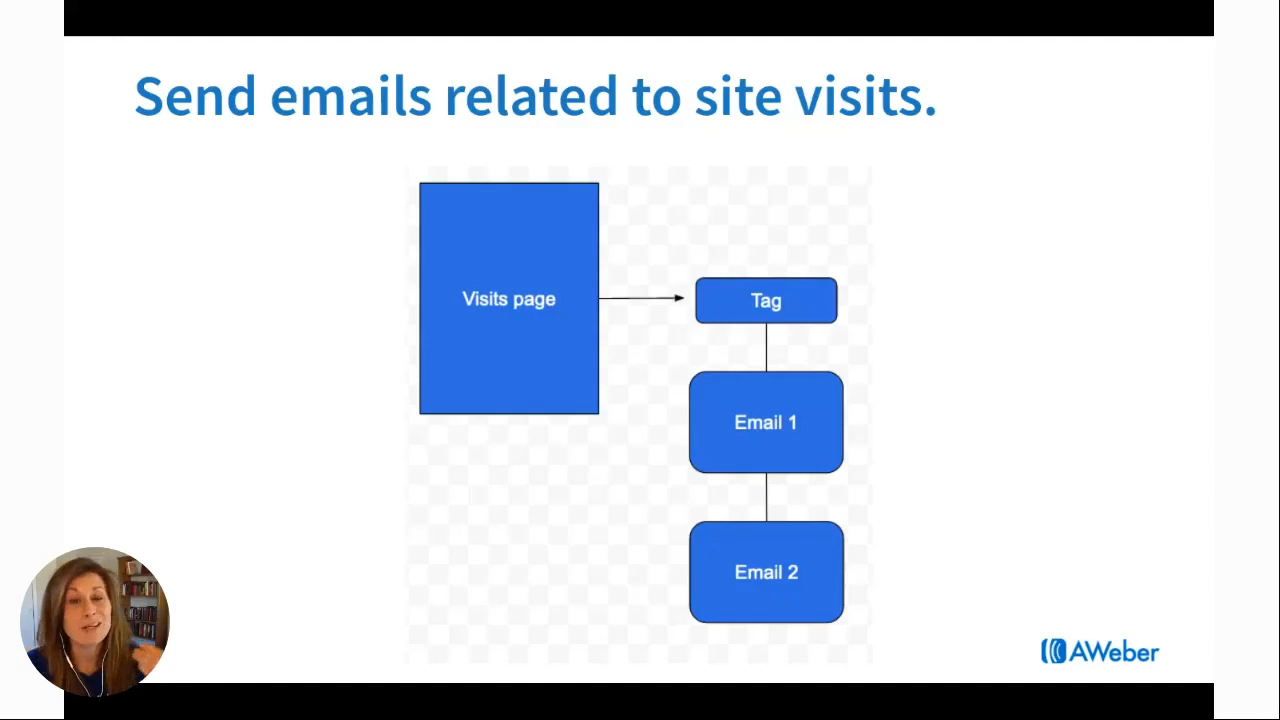 Send emails related to site visits.
Visits page
Tag
Email 1
Email 2
AWeber